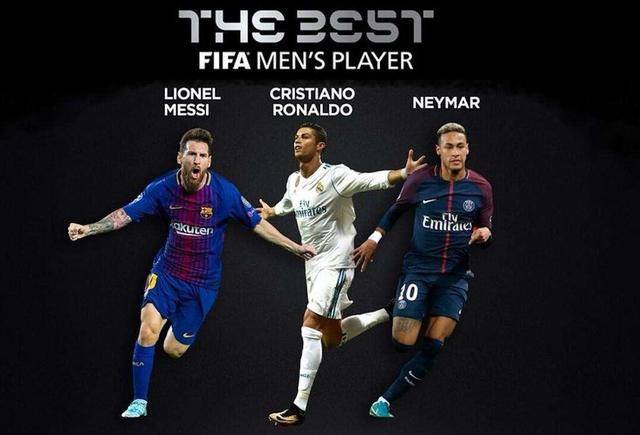 THE BEST
FIFA MEN'S PLAYER
LIONEL
MESSI
CRISTIANO
RONALDO
NEYMAR
Rakuten
Fly
Emirates
Fly
Emirates
10